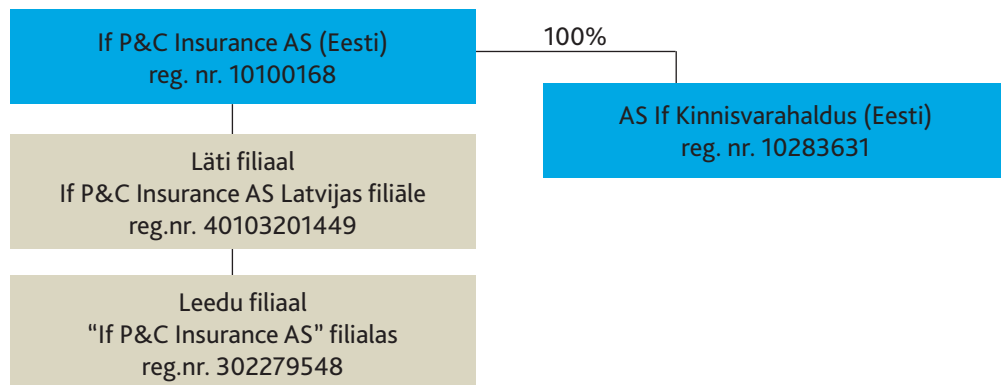 If P&C Insurance AS (Eesti)
reg. nr. 10100168
100%
AS If Kinnisvarahaldus (Eesti)
reg. nr. 10283631
Läti filiaal
If P&C Insurance AS Latvijas filiāle
reg.nr. 40103201449
Leedu filiaal
“If P&C Insurance AS” filialas
reg.nr. 302279548